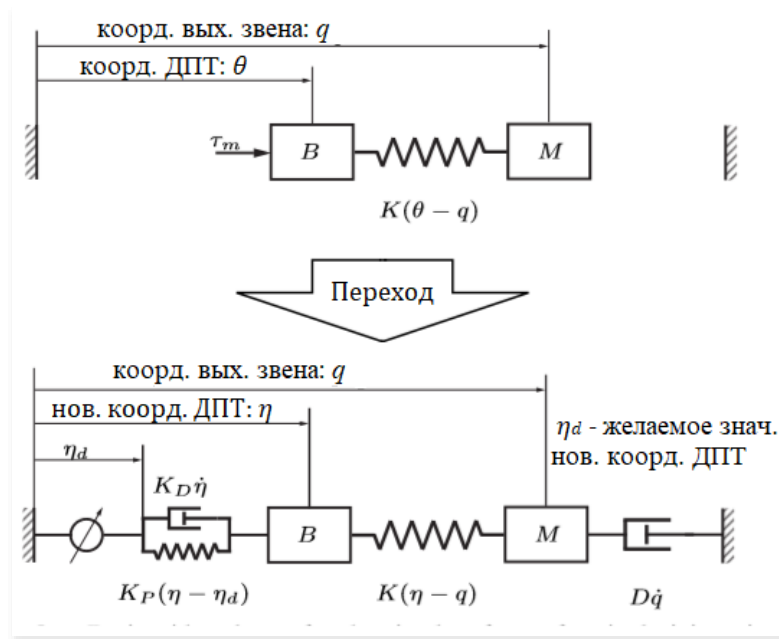 коорд. вых. звена: q
коорд. ДПТ: θ
τm
B
M
K(θ − q)
Переход
коорд. вых. звена: q
нов. коорд. ДПТ: η
ηd - желаемое знач.
нов. коорд. ДПТ
ηd
KDη̇
B
M
KP(η − ηd)
K(η − q)
Dq̇